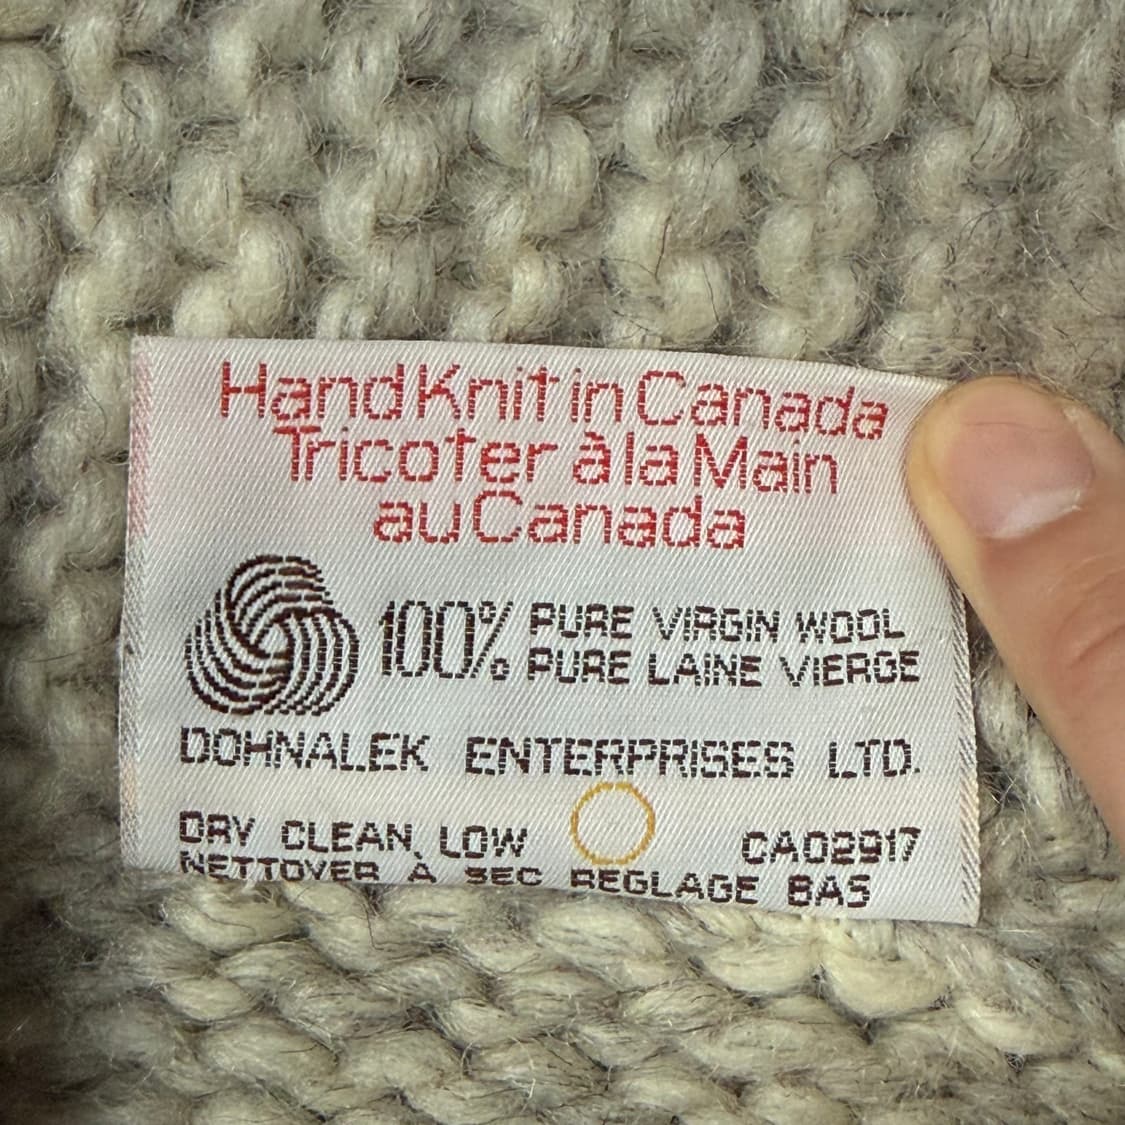 Hand Knit in Canada
Tricoter à la Main
au Canada
100% PURE VIRGIN WOOL
PURE LAINE VIERGE
DOHNALEK ENTERPRISES LTD.
DRY CLEAN, LOW CA02917
NETTOYER À SEC REGLAGE BAS